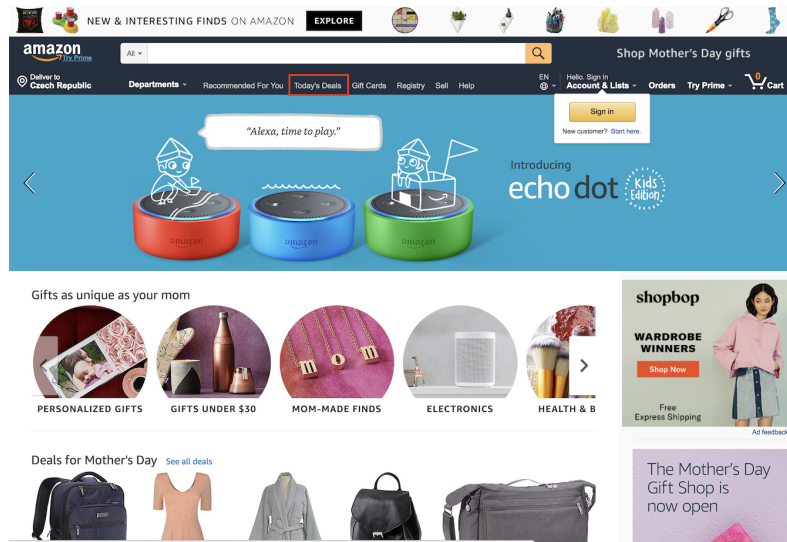 NEW & INTERESTING FINDS ON AMAZON EXPLORE
amazon
Try Prime
All
Shop Mother's Day gifts
Deliver to
Czech Republic
Departments
Recommended For You
Today's Deals
Gift Cards
Registry
Sell
Help
EN
Hello. Sign in
Account & Lists
Orders
Try Prime
0
Cart
Sign in
New customer? Start here.
"Alexa, time to play."
Introducing
echo dot
Kids
Edition
amazon
amazon
amazon
Gifts as unique as your mom
PERSONALIZED GIFTS
GIFTS UNDER $30
MOM-MADE FINDS
ELECTRONICS
HEALTH & B
shopbop
WARDROBE
WINNERS
Shop Now
Free
Express Shipping
Ad feedback
Deals for Mother's Day See all deals
The Mother's Day
Gift Shop is
now open